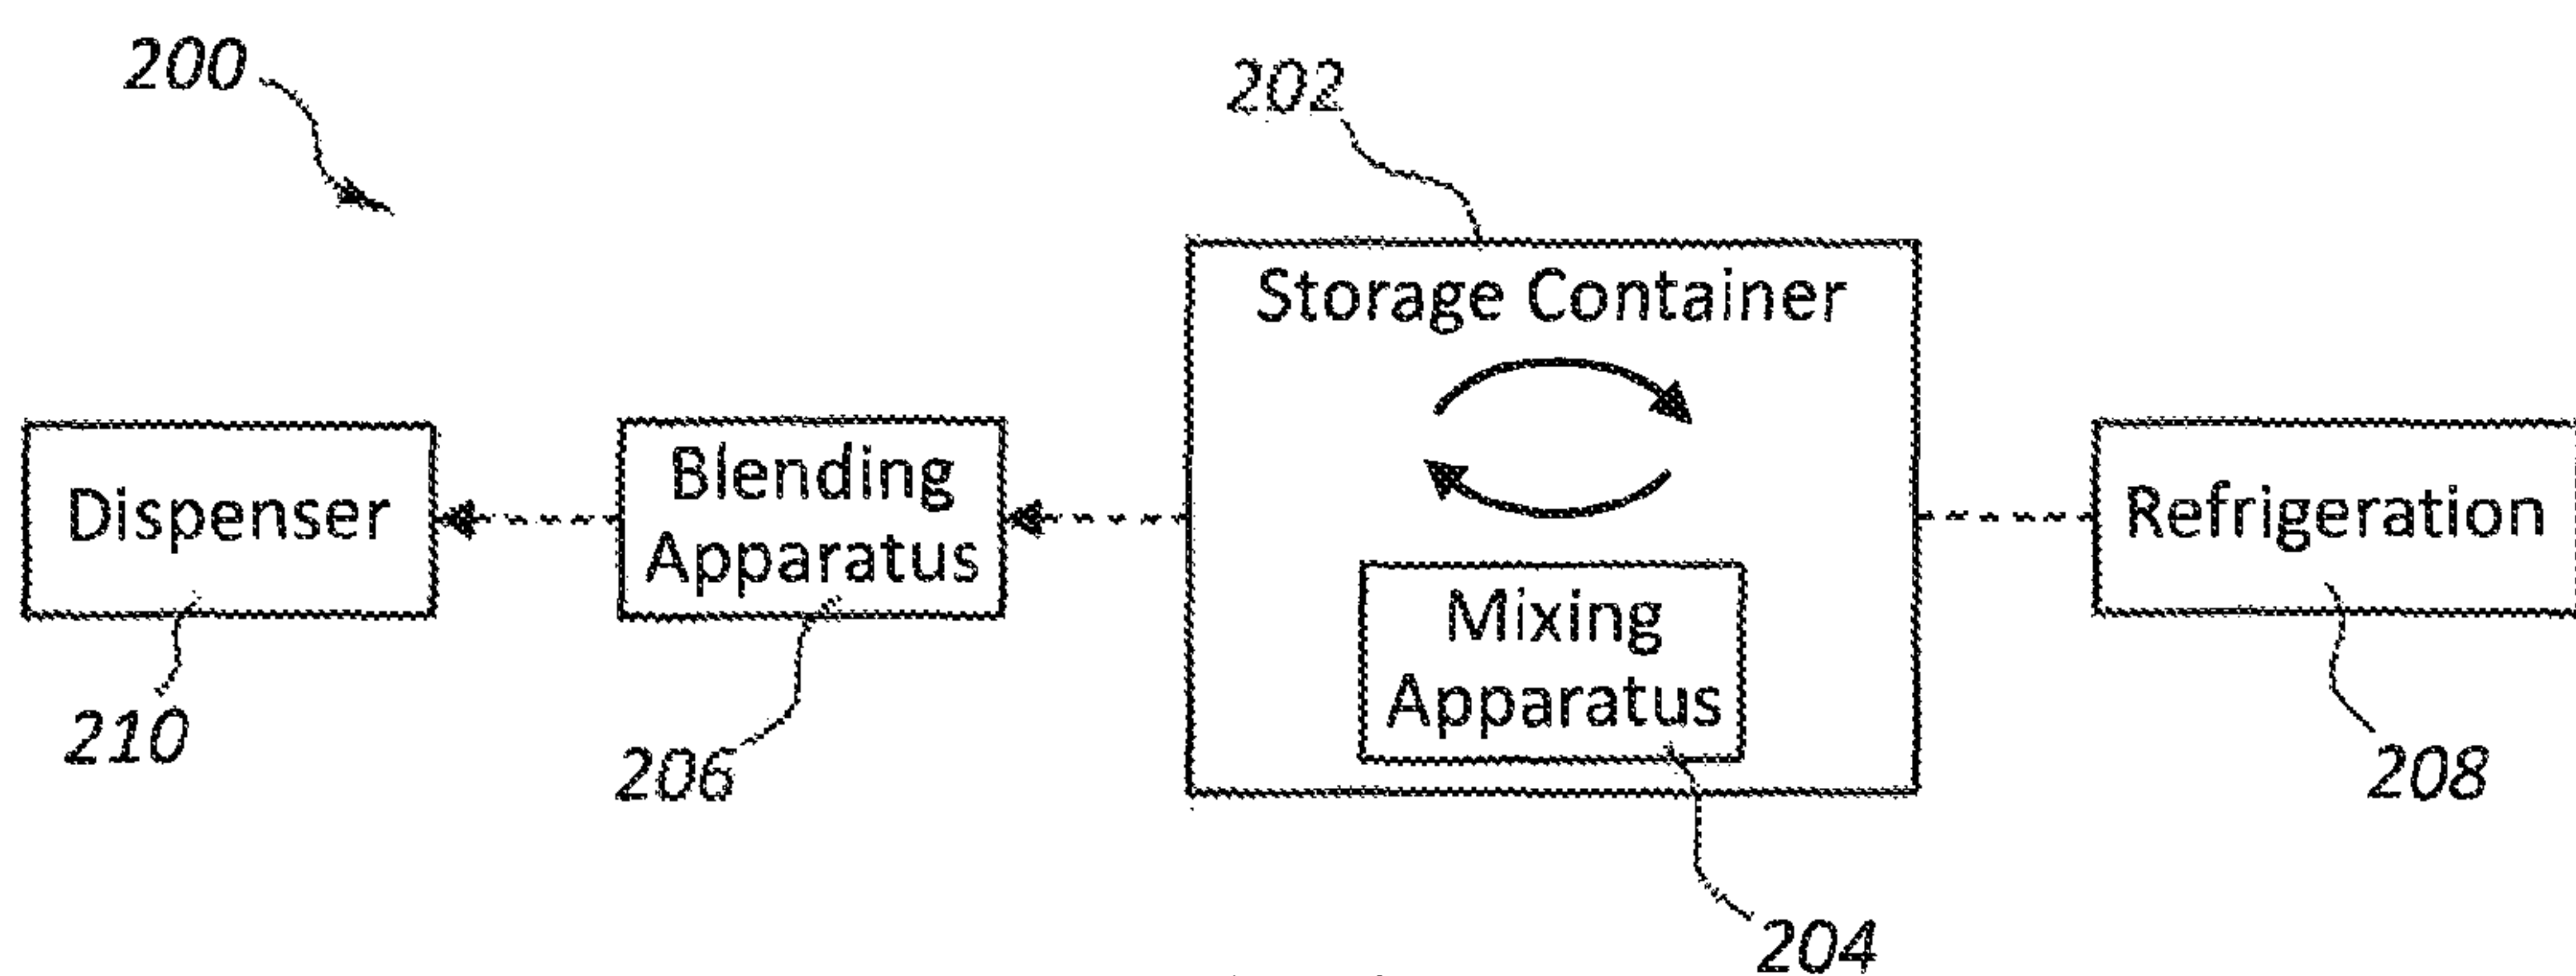 200
202
Storage Container
Dispenser
Blending
Apparatus
Refrigeration
Mixing
Apparatus
210
206
208
204